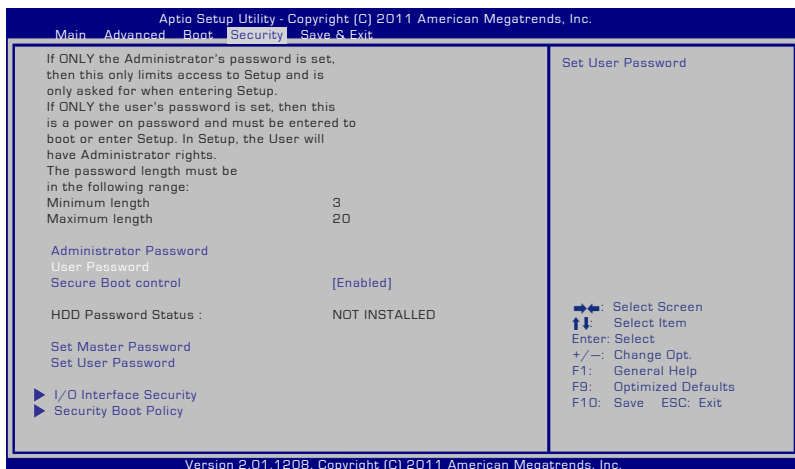 Aptio Setup Utility - Copyright (C) 2011 American Megatrends, Inc.
Main Advanced Boot Security Save & Exit
If ONLY the Administrator's password is set,
then this only limits access to Setup and is
only asked for when entering Setup.
If ONLY the user's password is set, then this
is a power on password and must be entered to
boot or enter Setup. In Setup, the User will
have Administrator rights.
The password length must be
in the following range:
Minimum length 3
Maximum length 20
Administrator Password
User Password
Secure Boot control [Enabled]
HDD Password Status : NOT INSTALLED
Set Master Password
Set User Password
I/O Interface Security
Security Boot Policy
Set User Password
→←: Select Screen
↑↓: Select Item
Enter: Select
+/—: Change Opt.
F1: General Help
F9: Optimized Defaults
F10: Save ESC: Exit
Version 2.01.1208. Copyright (C) 2011 American Megatrends, Inc.